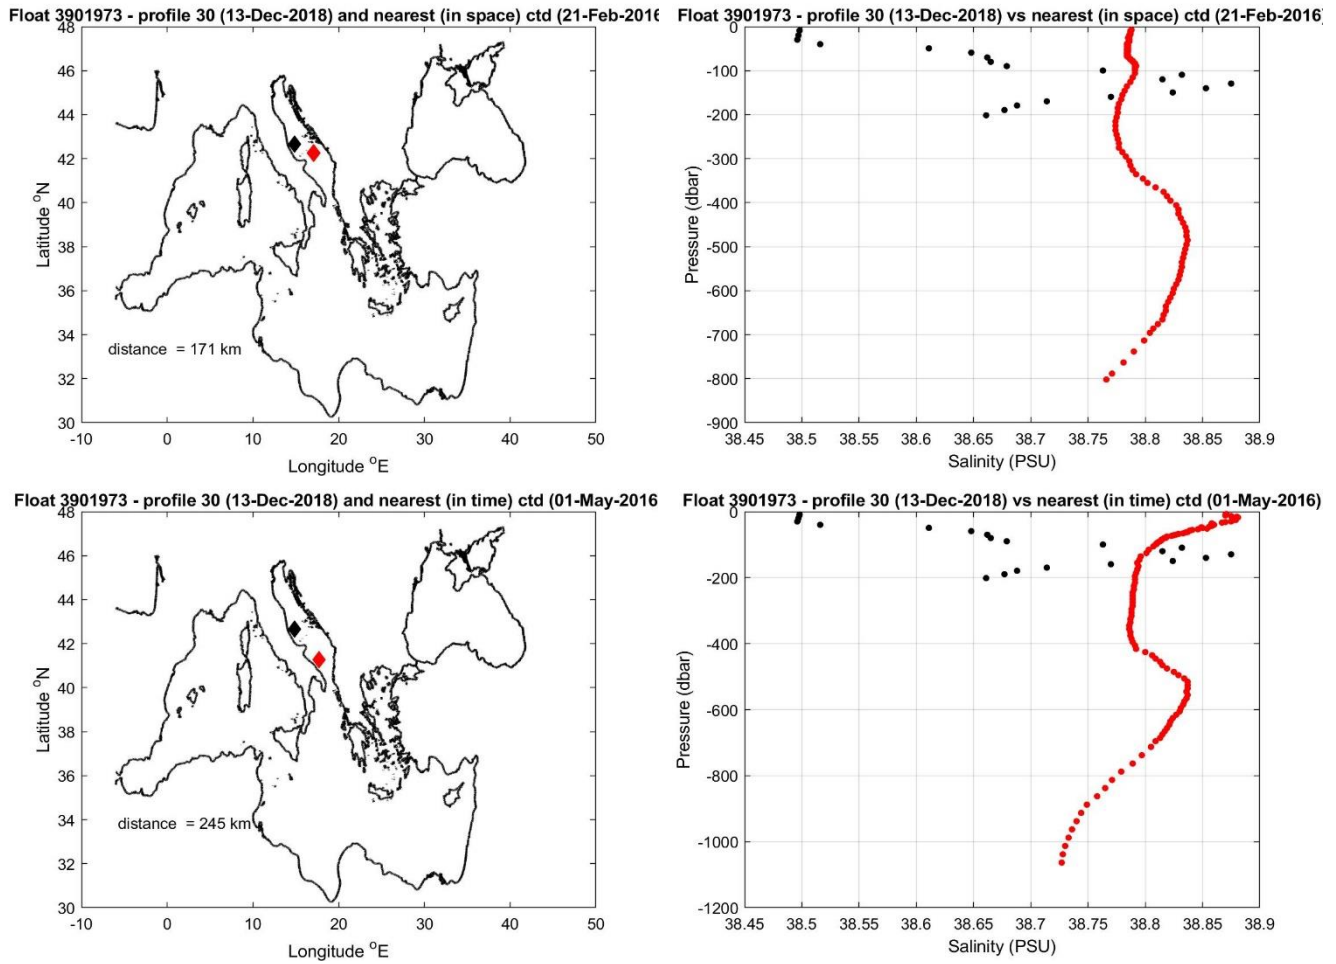 Float 3901973 - profile 30 (13-Dec-2018) and nearest (in space) ctd (21-Feb-2016
48
46
44
42
40
38
36
34
32
30
Latitude °N
distance = 171 km
-10 0 10 20 30 40 50
Longitude °E
Float 3901973 - profile 30 (13-Dec-2018) vs nearest (in space) ctd (21-Feb-2016)
0
-100
-200
-300
-400
-500
-600
-700
-800
-900
Pressure (dbar)
38.45 38.5 38.55 38.6 38.65 38.7 38.75 38.8 38.85 38.9
Salinity (PSU)
Float 3901973 - profile 30 (13-Dec-2018) and nearest (in time) ctd (01-May-2016
48
46
44
42
40
38
36
34
32
30
Latitude °N
distance = 245 km
-10 0 10 20 30 40 50
Longitude °E
Float 3901973 - profile 30 (13-Dec-2018) vs nearest (in time) ctd (01-May-2016)
0
-200
-400
-600
-800
-1000
-1200
Pressure (dbar)
38.45 38.5 38.55 38.6 38.65 38.7 38.75 38.8 38.85 38.9
Salinity (PSU)